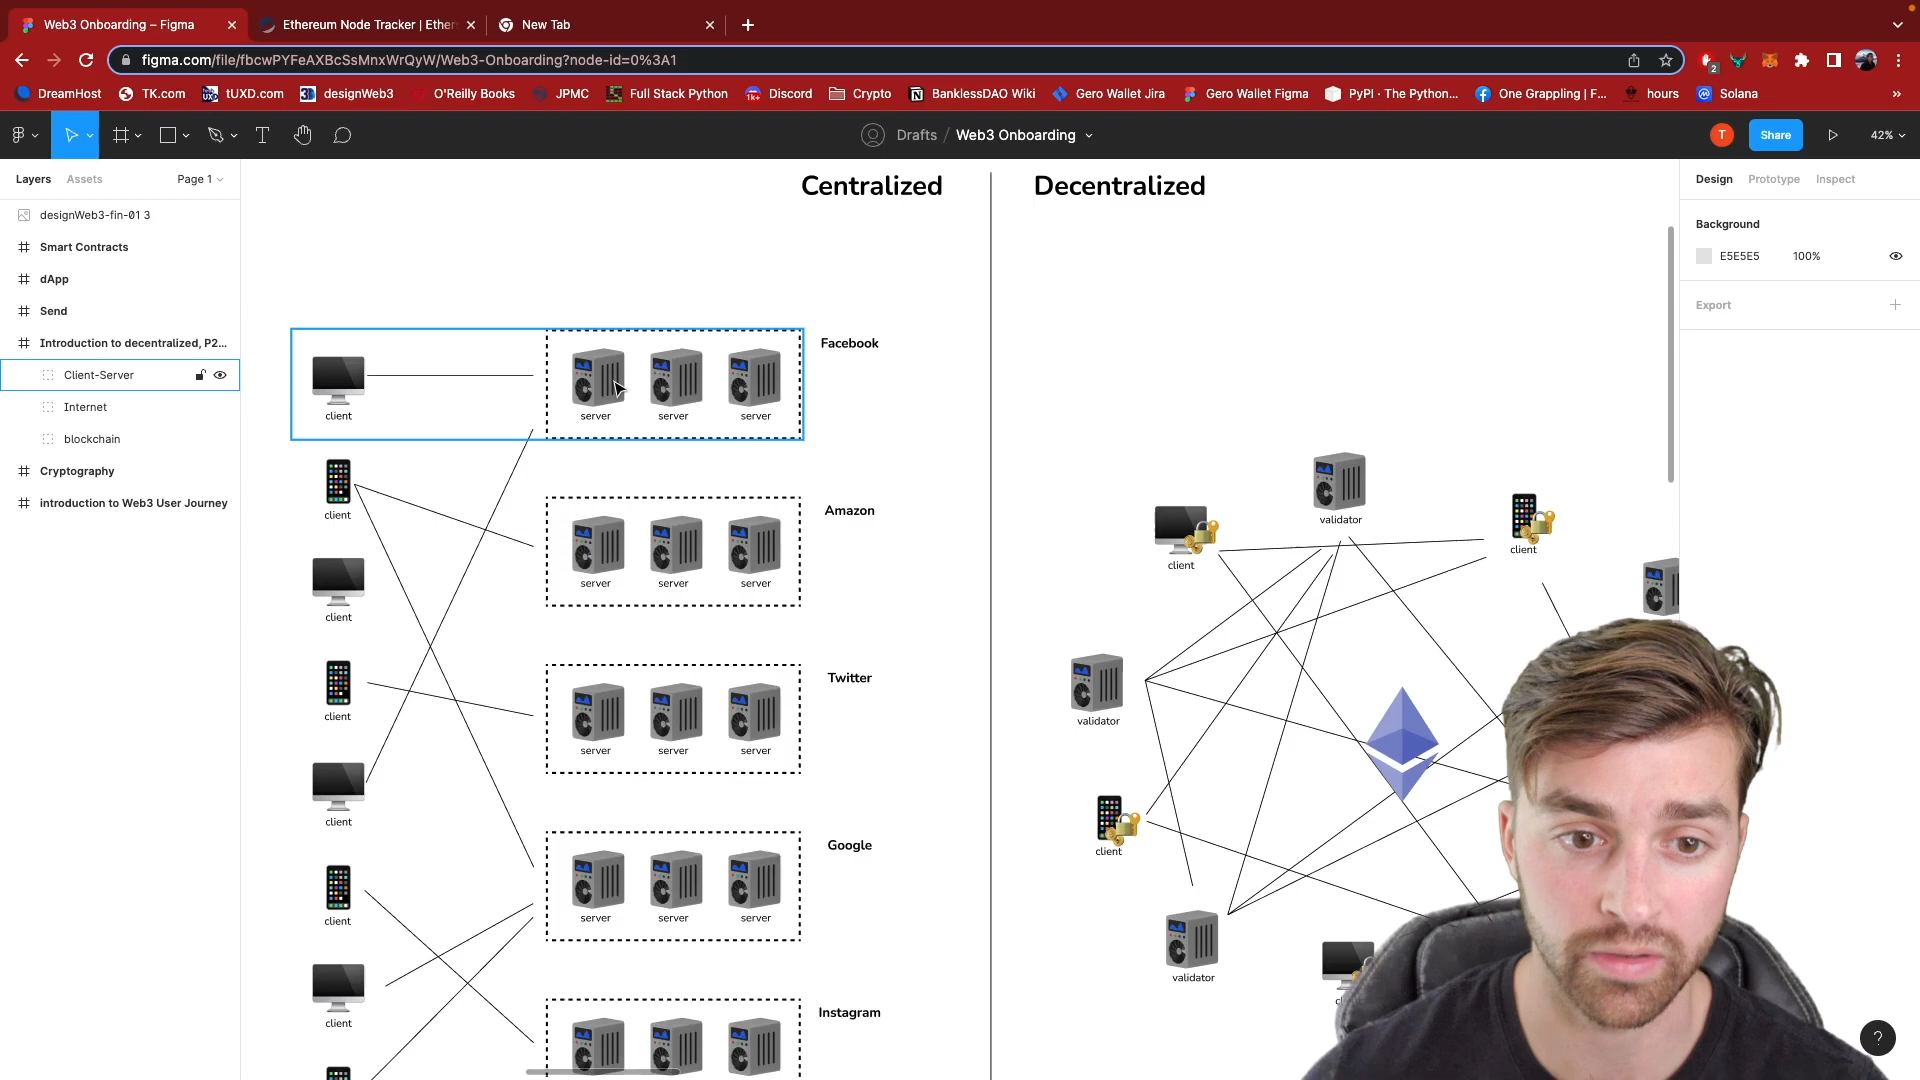 Web3 Onboarding – Figma
Ethereum Node Tracker | Ether
New Tab
figma.com/file/fbcwPYFeAXBcSsMnxWrQyW/Web3-Onboarding?node-id=0%3A1
2
DreamHost
TK.com
tUXD.com
designWeb3
O'Reilly Books
JPMC
Full Stack Python
Discord
Crypto
BanklessDAO Wiki
Gero Wallet Jira
Gero Wallet Figma
PyPI · The Python...
One Grappling | F...
hours
Solana
»
Drafts / Web3 Onboarding
T
Share
42%
Layers
Assets
Page 1
designWeb3-fin-01 3
Smart Contracts
dApp
Send
Introduction to decentralized, P2...
Client-Server
Internet
blockchain
Cryptography
introduction to Web3 User Journey
Centralized
Decentralized
client
server
server
server
Facebook
client
server
server
server
Amazon
client
client
server
server
server
Twitter
client
client
server
server
server
Google
client
Instagram
validator
client
client
validator
client
validator
Design
Prototype
Inspect
Background
E5E5E5
100%
Export
?